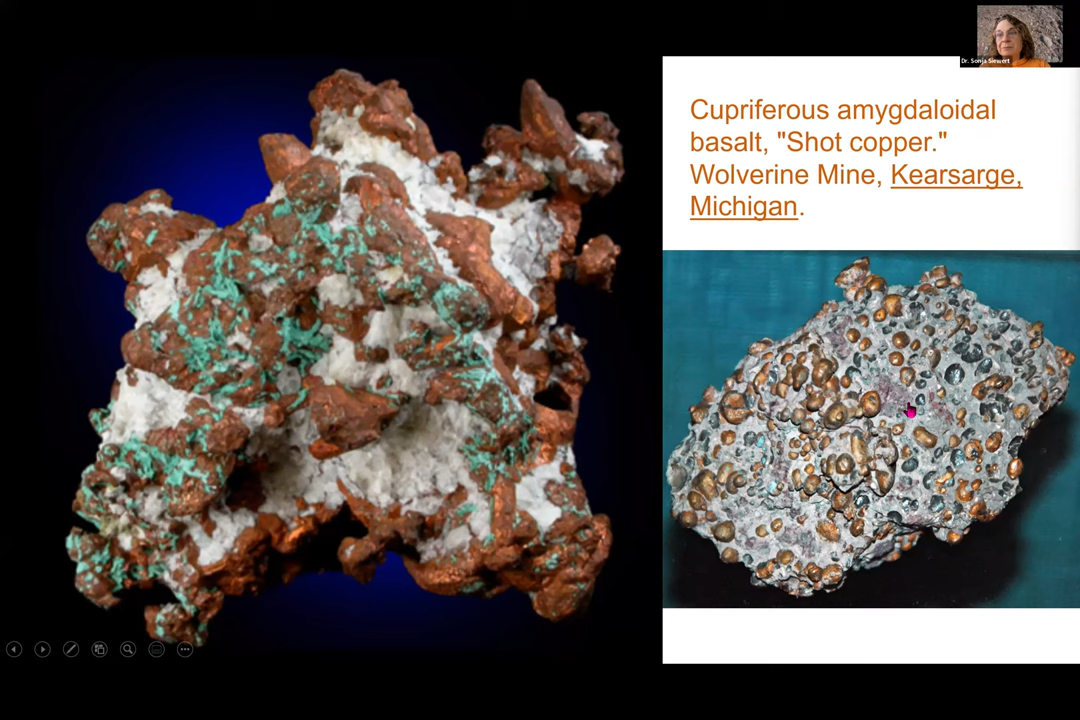 Dr. Sonja Siewert
Cupriferous amygdaloidal
basalt, "Shot copper."
Wolverine Mine, Kearsarge,
Michigan.